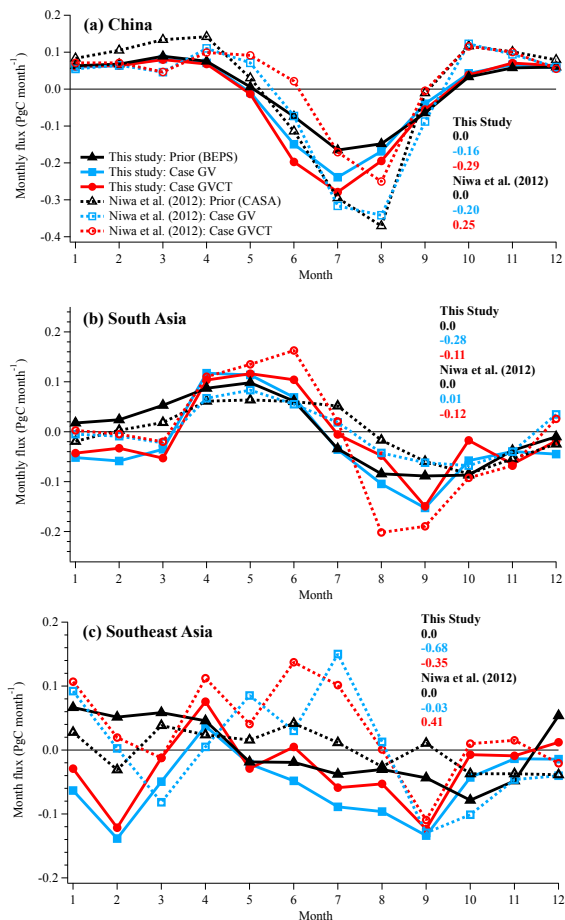 (a) China
0.2
0.1
0.0
-0.1
-0.2
-0.3
-0.4
Monthly flux (PgC month⁻¹)
This study: Prior (BEPS)
This study: Case GV
This study: Case GVCT
Niwa et al. (2012): Prior (CASA)
Niwa et al. (2012): Case GV
Niwa et al. (2012): Case GVCT
This Study
0.0
-0.16
-0.29
Niwa et al. (2012)
0.0
-0.20
0.25
1 2 3 4 5 6 7 8 9 10 11 12
Month
(b) South Asia
0.2
0.1
0.0
-0.1
-0.2
Monthly flux (PgC month⁻¹)
This Study
0.0
-0.28
-0.11
Niwa et al. (2012)
0.0
0.01
-0.12
1 2 3 4 5 6 7 8 9 10 11 12
Month
(c) Southeast Asia
0.2
0.1
0.0
-0.1
-0.2
Month flux (PgC month⁻¹)
This Study
0.0
-0.68
-0.35
Niwa et al. (2012)
0.0
-0.03
0.41
1 2 3 4 5 6 7 8 9 10 11 12
Month